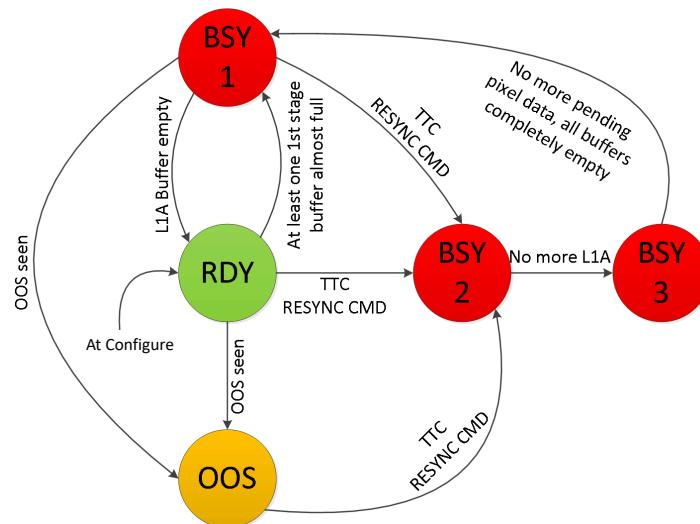 BSY
1
No more pending
pixel data, all buffers
completely empty
TTC
RESYNC CMD
L1A Buffer empty
At least one 1st stage
buffer almost full
OOS seen
RDY
TTC
RESYNC CMD
BSY
2
No more L1A
BSY
3
At Configure
OOS seen
OOS
TTC
RESYNC CMD